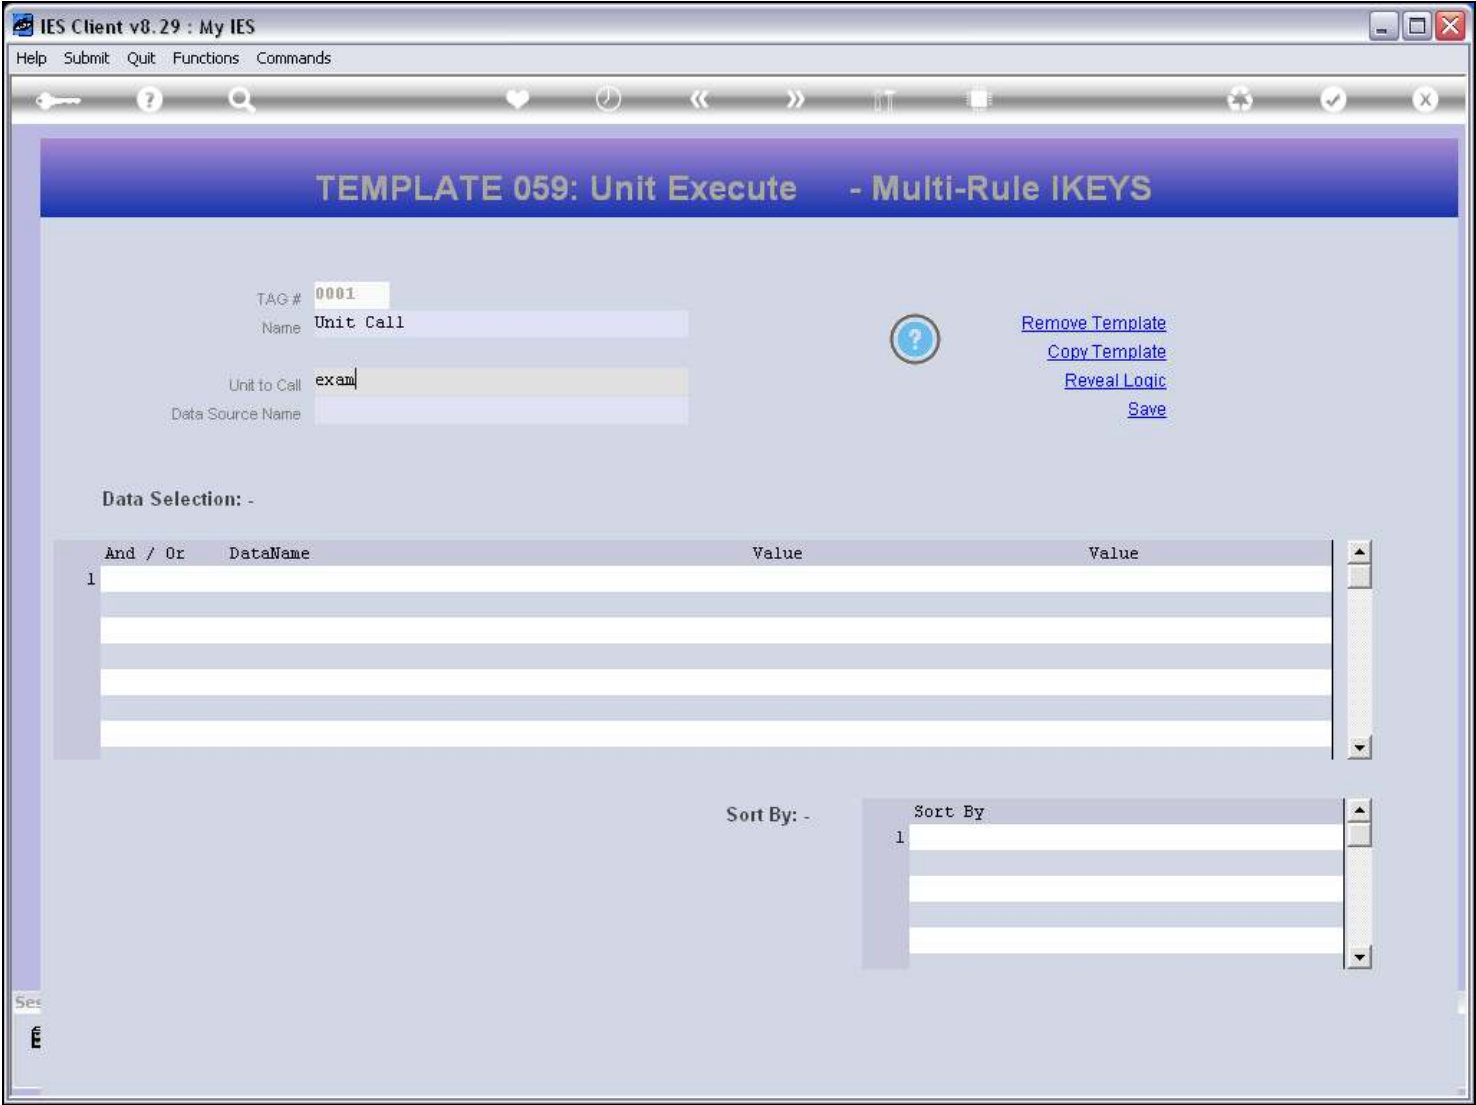 IES Client v8.29 : My IES
Help Submit Quit Functions Commands
TEMPLATE 059: Unit Execute - Multi-Rule IKEYS
TAG # 0001
Name Unit Call
Remove Template
Copy Template
Unit to Call exam
Reveal Logic
Data Source Name
Save
Data Selection: -
And / Or DataName Value Value
1
Sort By: -
Sort By
1